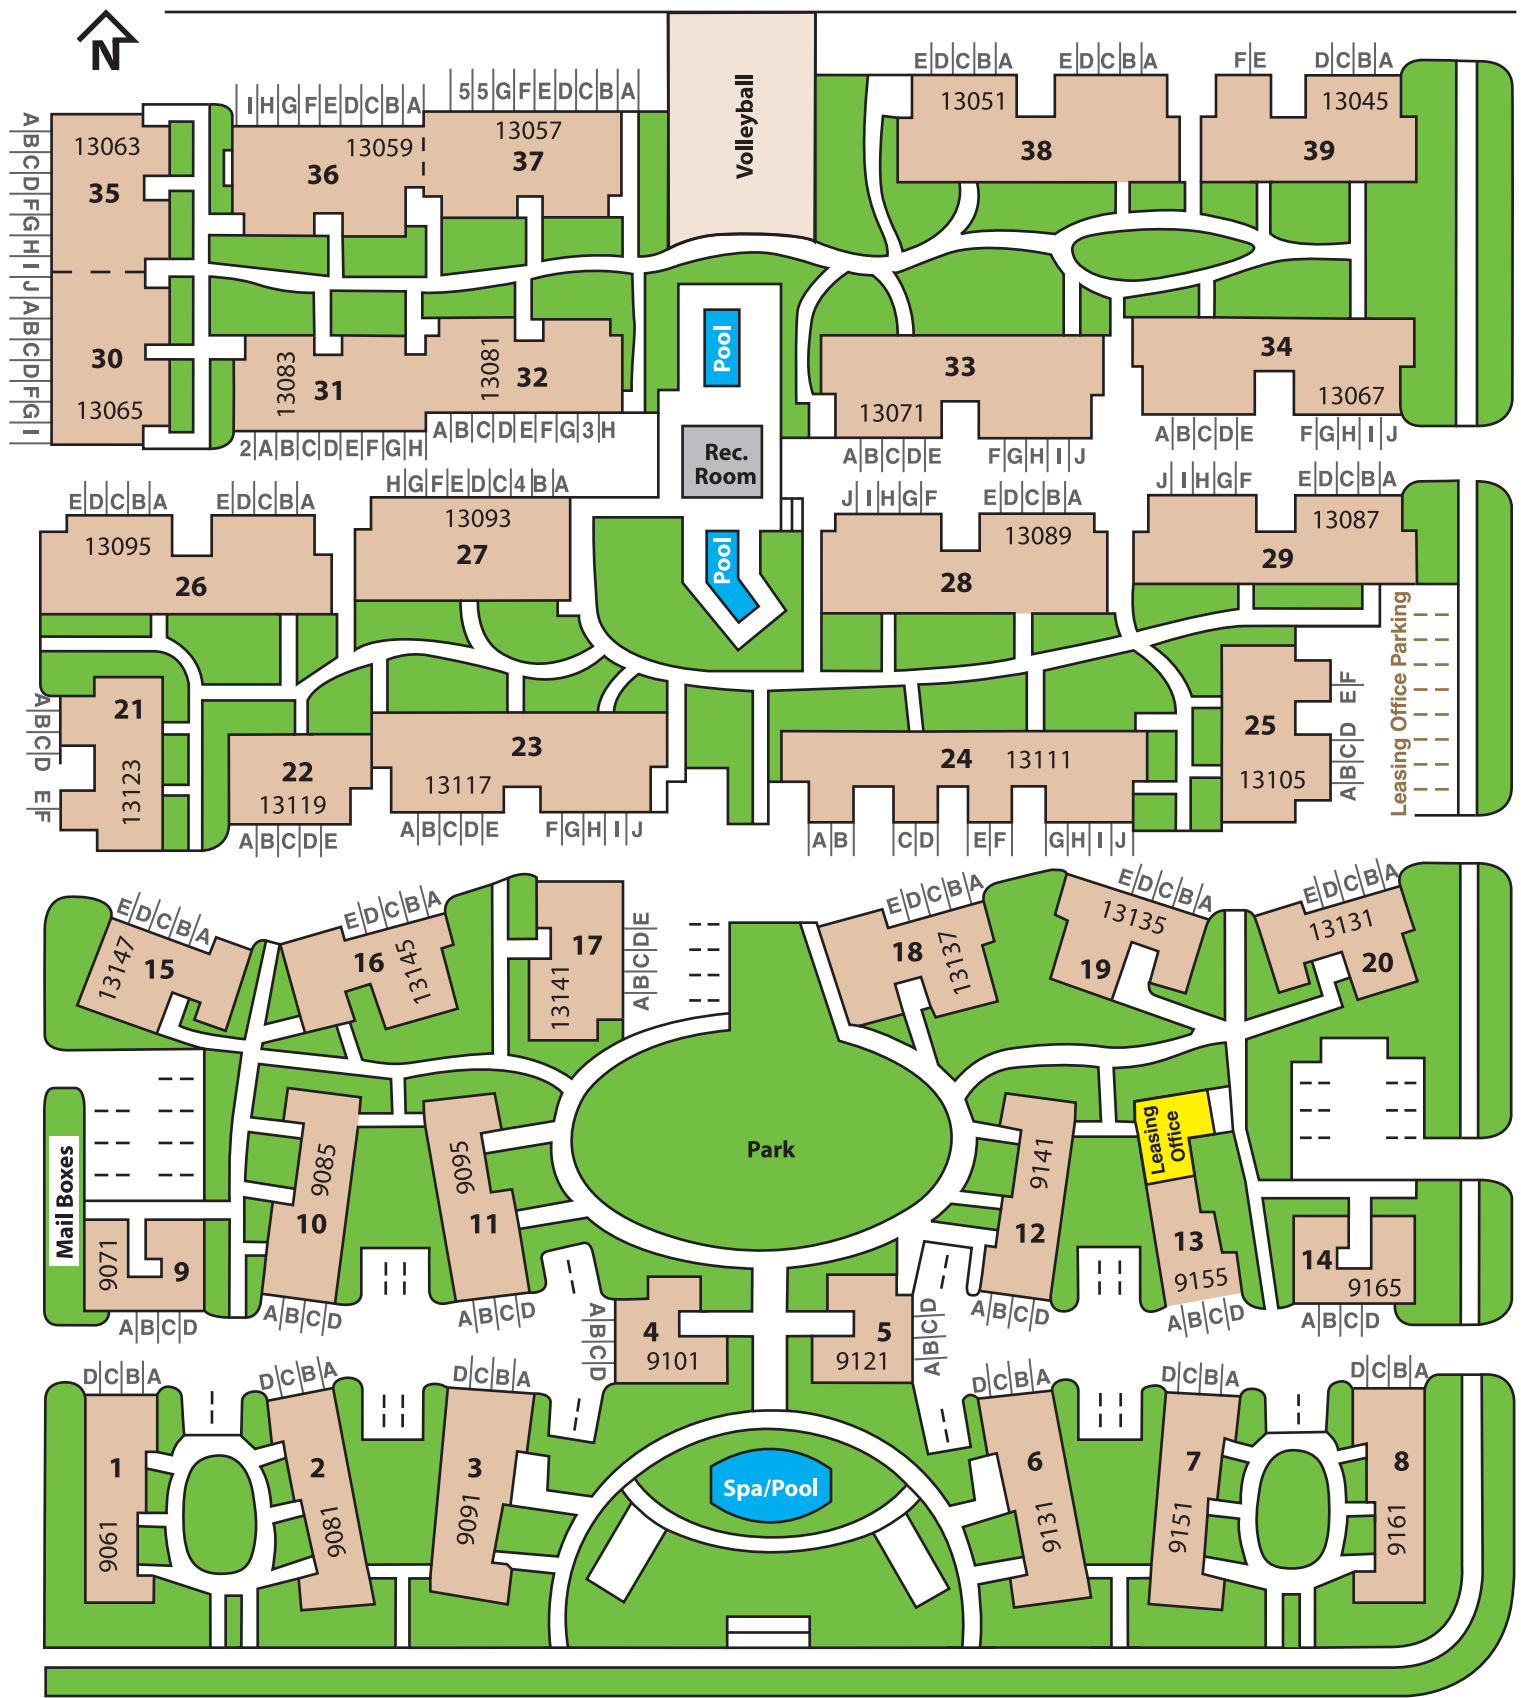 N
Volleyball
E D C B A
E D C B A
F E
D C B A
13051
38
13045
39
I H G F E D C B A
5 5 G F E D C B A
A B C D F G H I J A B C D F G I
13063
35
13059
36
13057
37
30
13065
13083
31
13081
32
2 A B C D E F G H
A B C D E F G 3 H
Pool
Rec.
Room
Pool
33
13071
A B C D E
F G H I J
34
13067
A B C D E
F G H I J
E D C B A
E D C B A
13095
26
H G F E D C 4 B A
13093
27
J I H G F
E D C B A
13089
28
J I H G F
E D C B A
13087
29
Leasing Office Parking
A B C D E F
21
13123
22
13119
A B C D E
23
13117
A B C D E
F G H I J
24
13111
A B
C D
E F
G H I J
25
13105
A B C D E F
E D C B A
13147
15
E D C B A
16
13145
17
13141
A B C D E
E D C B A
18
13137
E D C B A
13135
19
E D C B A
13131
20
Park
Mail Boxes
9071
9
A B C D
9085
10
A B C D
9095
11
A B C D
9141
12
A B C D
Leasing
Office
13
9155
A B C D
14
9165
A B C D
A B C D
4
9101
5
9121
A B C D
D C B A
1
9061
D C B A
2
9081
D C B A
3
9091
Spa/Pool
D C B A
6
9131
D C B A
7
9151
D C B A
8
9161